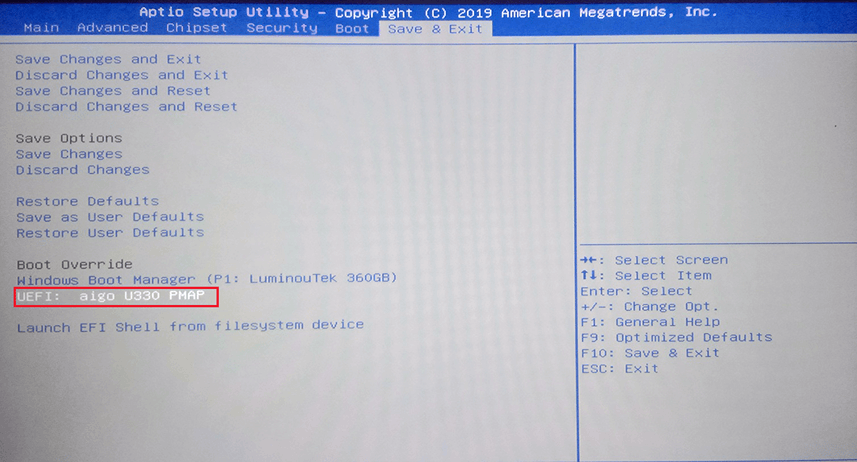 Aptio Setup Utility - Copyright (C) 2019 American Megatrends, Inc.
Main Advanced Chipset Security Boot Save & Exit
Save Changes and Exit
Discard Changes and Exit
Save Changes and Reset
Discard Changes and Reset
Save Options
Save Changes
Discard Changes
Restore Defaults
Save as User Defaults
Restore User Defaults
Boot Override
Windows Boot Manager (P1: LuminouTek 360GB)
UEFI: aigo U330 PMAP
Launch EFI Shell from filesystem device
→←: Select Screen
↑↓: Select Item
Enter: Select
+/-: Change Opt.
F1: General Help
F9: Optimized Defaults
F10: Save & Exit
ESC: Exit